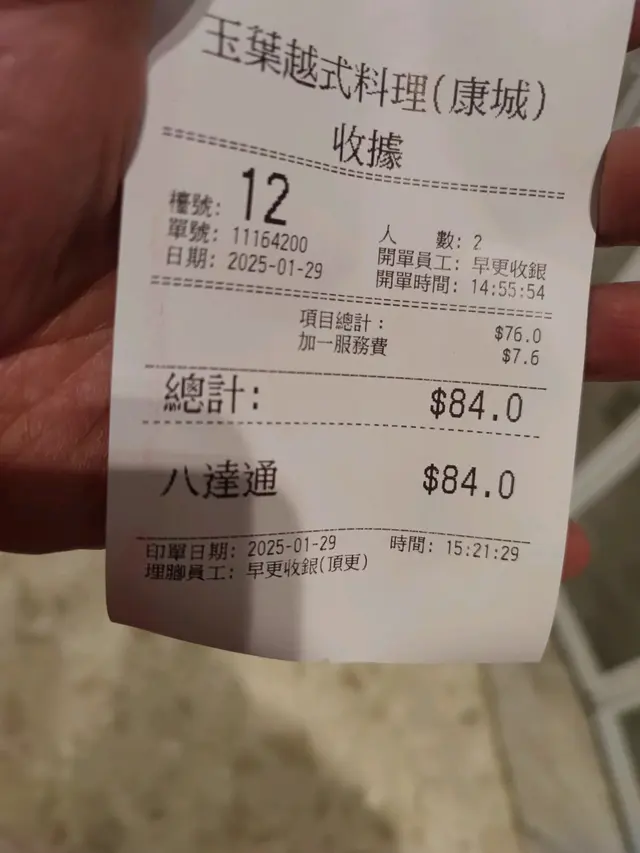 玉葉越式料理(康城)
收據
檯號: 12
人 數: 2
單號: 11164200
開單員工: 早更收銀
日期: 2025-01-29
開單時間: 14:55:54
項目總計: $76.0
加一服務費 $7.6
總計: $84.0
八達通 $84.0
印單日期: 2025-01-29 時間: 15:21:29
埋腳員工: 早更收銀(頂更)